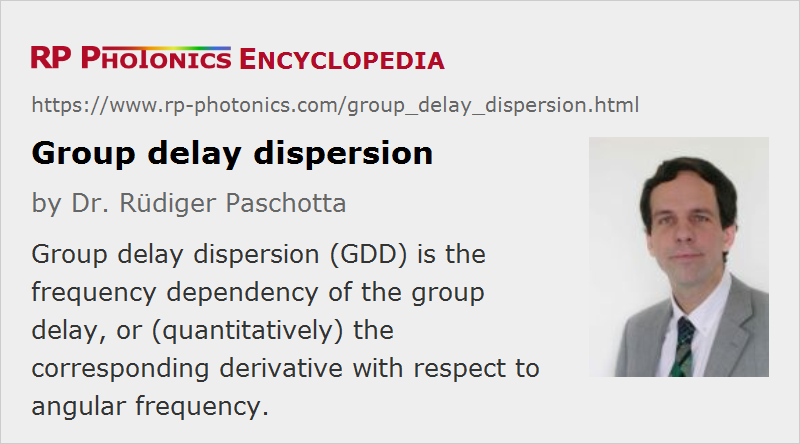 RP PHOTONICS ENCYCLOPEDIA
https://www.rp-photonics.com/group_delay_dispersion.html
Group delay dispersion
by Dr. Rüdiger Paschotta
Group delay dispersion (GDD) is the
frequency dependency of the group
delay, or (quantitatively) the
corresponding derivative with respect to
angular frequency.